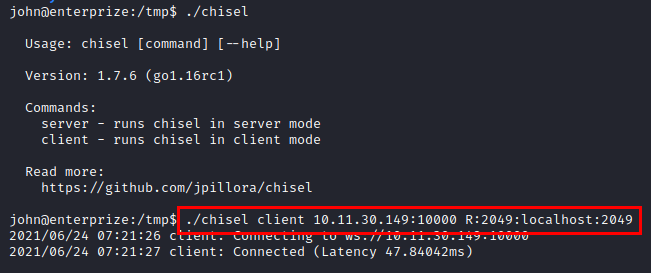 john@enterprize:/tmp$ ./chisel
Usage: chisel [command] [--help]
Version: 1.7.6 (go1.16rc1)
Commands:
server - runs chisel in server mode
client - runs chisel in client mode
Read more:
https://github.com/jpillora/chisel
john@enterprize:/tmp$ ./chisel client 10.11.30.149:10000 R:2049:localhost:2049
2021/06/24 07:21:26 client: Connecting to ws://10.11.30.149:10000
2021/06/24 07:21:27 client: Connected (Latency 47.84042ms)